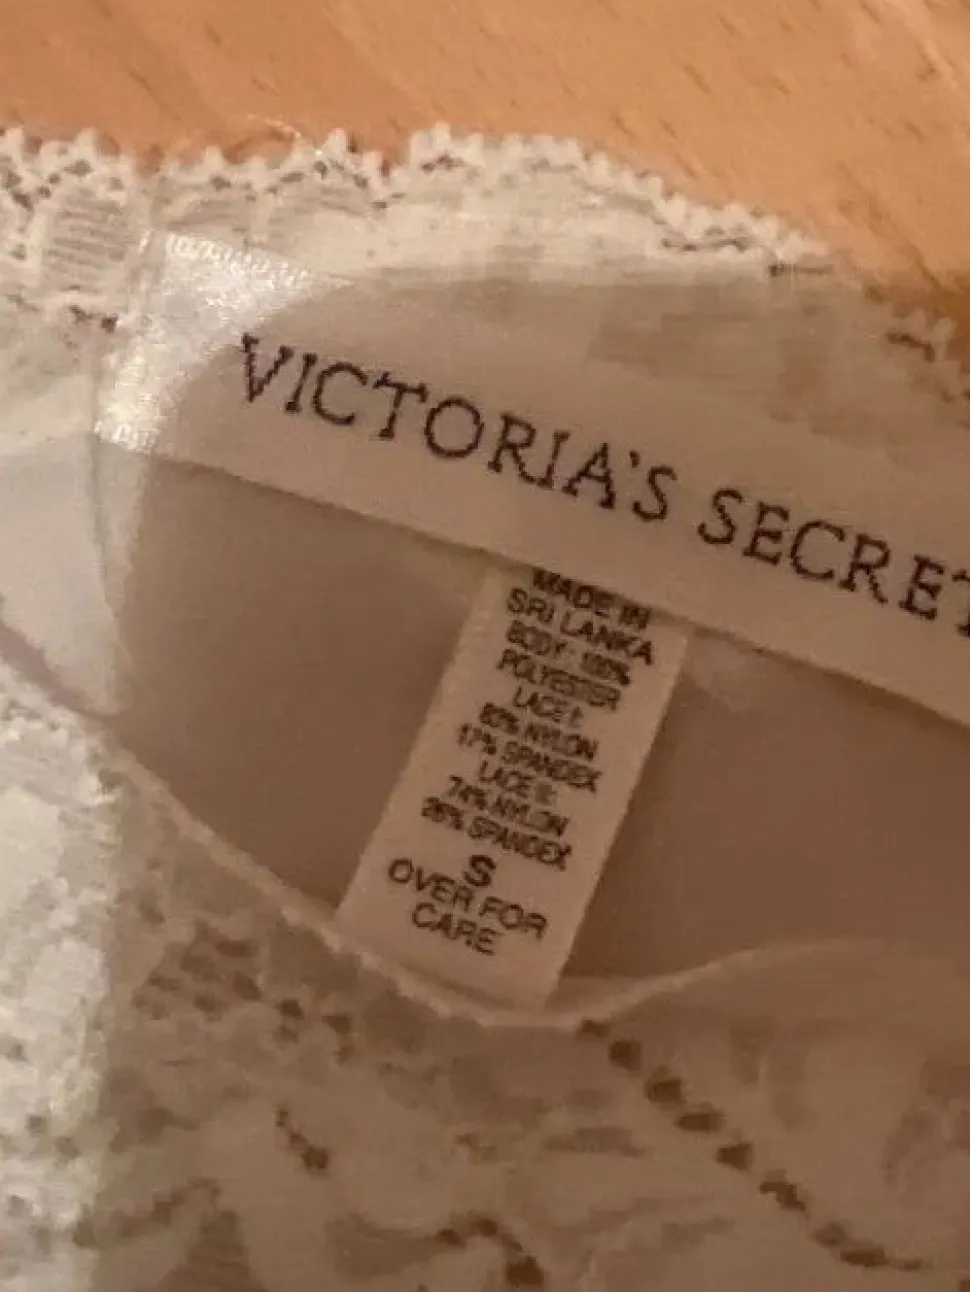 VICTORIA'S SECRET
MADE IN
SRI LANKA
BODY: 100%
POLYESTER
LACE I:
83% NYLON
17% SPANDEX
LACE II:
74% NYLON
26% SPANDEX
S
OVER FOR
CARE